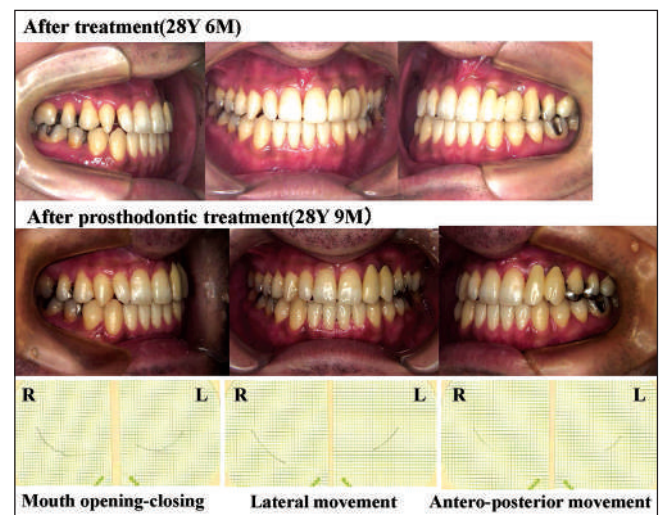 After treatment(28Y 6M)
After prosthodontic treatment(28Y 9M)
R L R L R L
Mouth opening-closing Lateral movement Antero-posterior movement